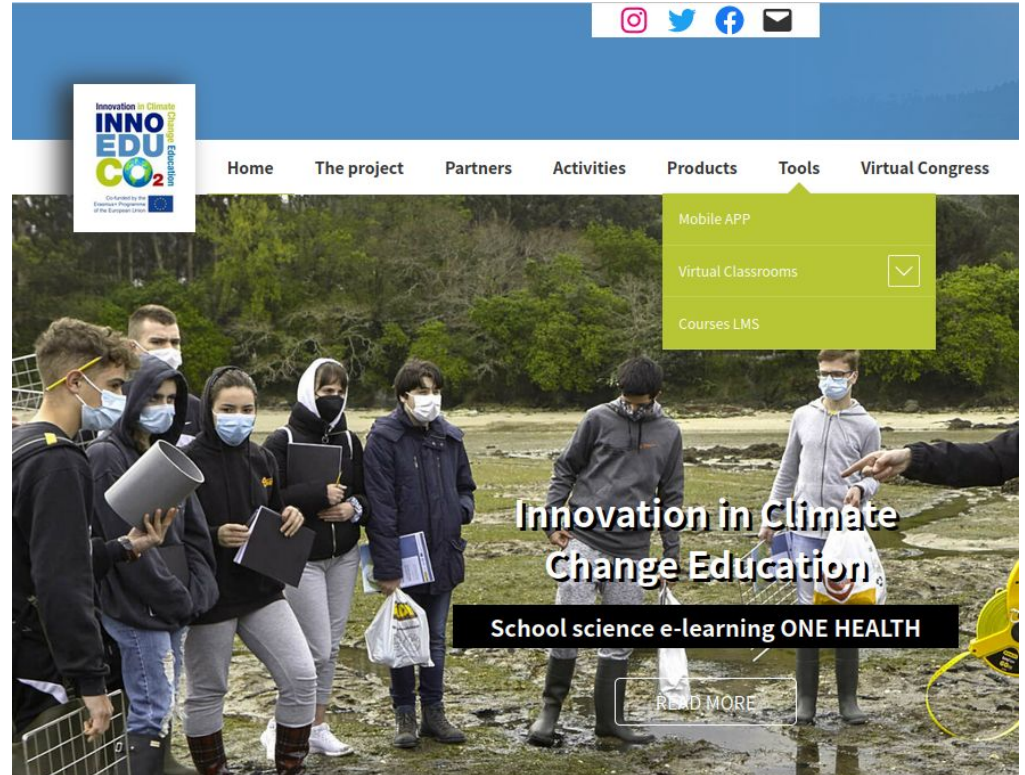 Innovation in Climate
Change Education
INNO
EDU
CO2
Co-funded by the
Erasmus+ Programme
of the European Union
Home The project Partners Activities Products Tools Virtual Congress
Mobile APP
Virtual Classrooms
Courses LMS
Innovation in Climate
Change Education
School science e-learning ONE HEALTH
READ MORE